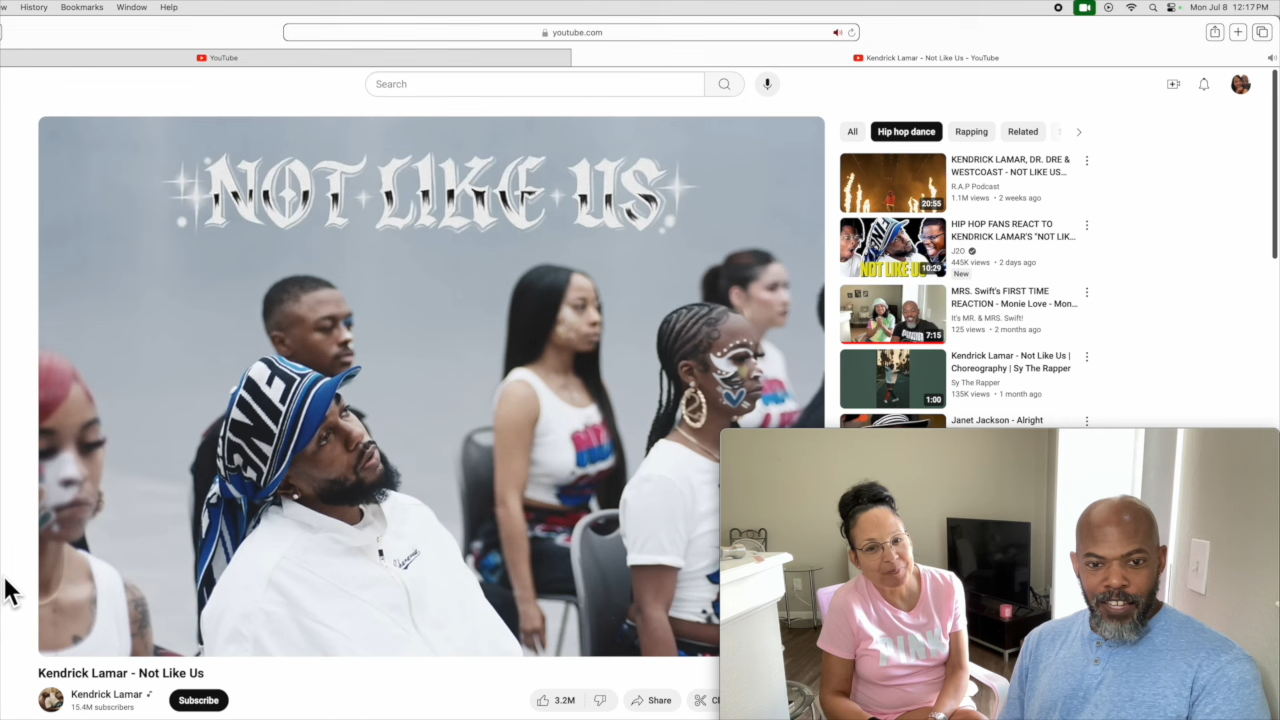 History
Bookmarks
Window
Help
Mon Jul 8 12:17 PM
youtube.com
YouTube
Kendrick Lamar - Not Like Us - YouTube
Search
All
Hip hop dance
Rapping
Related
NOT LIKE US
KENDRICK LAMAR, DR. DRE &
WESTCOAST - NOT LIKE US...
R.A.P Podcast
1.1M views • 2 weeks ago
20:55
HIP HOP FANS REACT TO
KENDRICK LAMAR'S "NOT LIK...
J2O
445K views • 2 days ago
New
NOT LIKE US
10:29
MRS. Swift's FIRST TIME
REACTION - Monie Love - Mon...
It's MR. & MRS. Swift!
125 views • 2 months ago
7:15
Kendrick Lamar - Not Like Us |
Choreography | Sy The Rapper
Sy The Rapper
135K views • 1 month ago
1:00
Janet Jackson - Alright
PINK
Kendrick Lamar - Not Like Us
Kendrick Lamar
15.4M subscribers
Subscribe
3.2M
Share